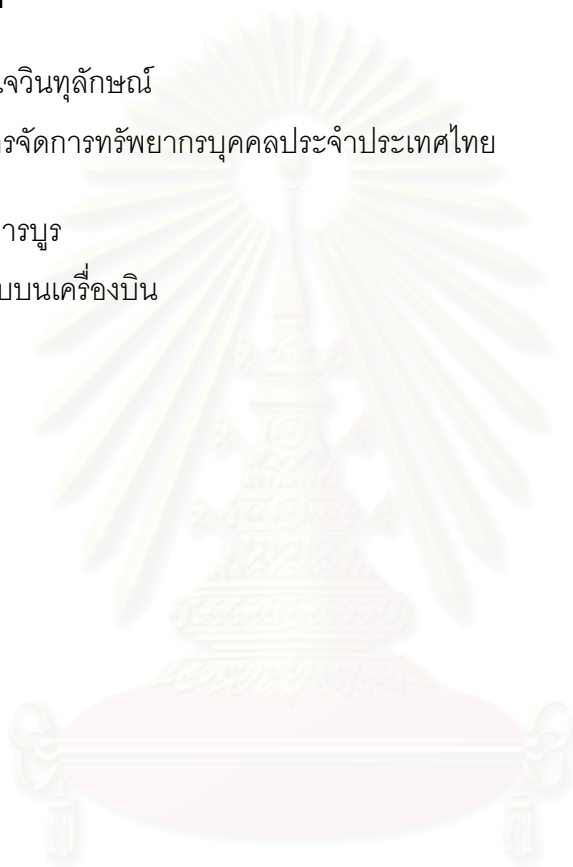 จวินทุลักษณ์
รจัดการทรัพยากรบุคคลประจำประเทศไทย
ารบูร
บบนเครื่องบิน